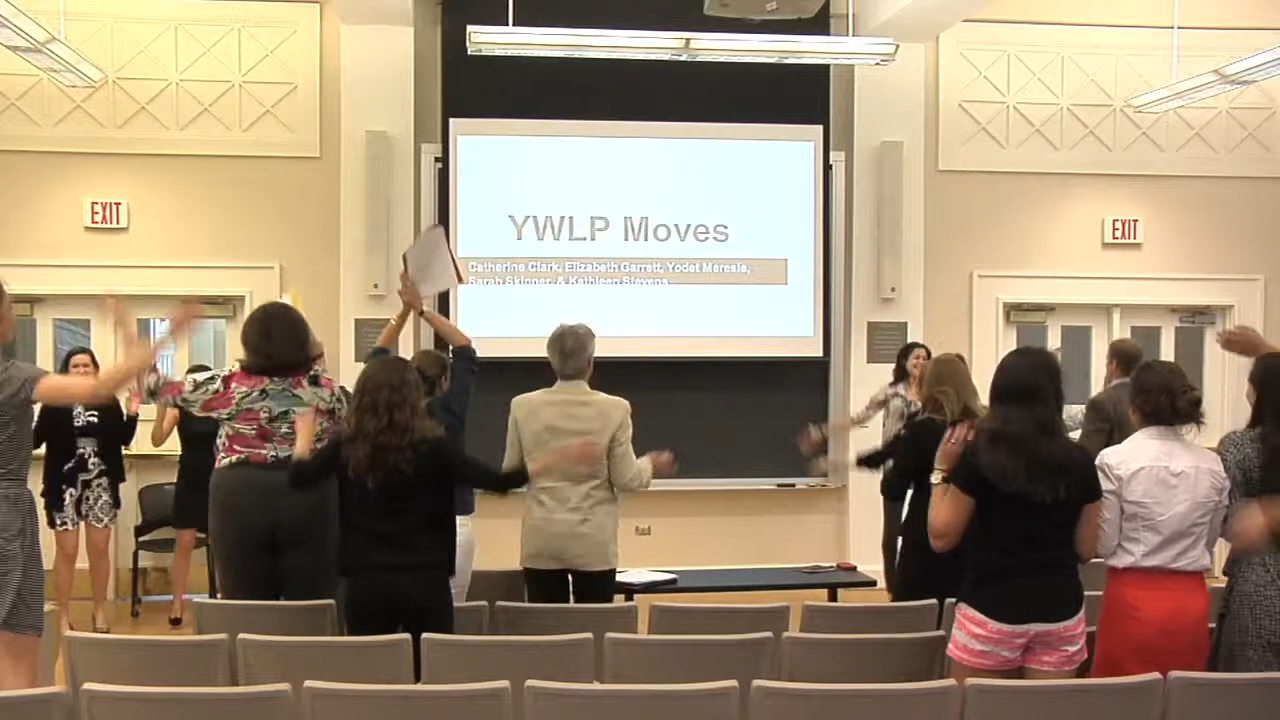 YWLP Moves
Catherine Clark, Elizabeth Garrett, Yodet Meresie,
Sarah Skinner, & Kathleen Stevens
EXIT
EXIT